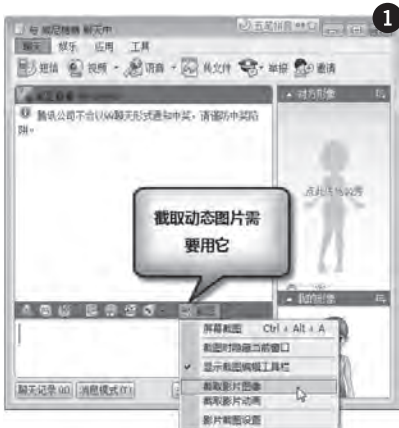 1
聊天 娱乐 应用 工具
短信 视频 语音 传文件 举报 邀请
对方形象
腾讯公司不会以QQ聊天形式通知中奖，请谨防中奖陷
阱。
截取动态图片需
要用它
我的形象
屏幕截图 Ctrl + Alt + A
截图时隐藏当前窗口
显示截图编辑工具栏
截取影片图像
截取影片动画
影片截图设置
聊天记录(H) 消息模式(T)